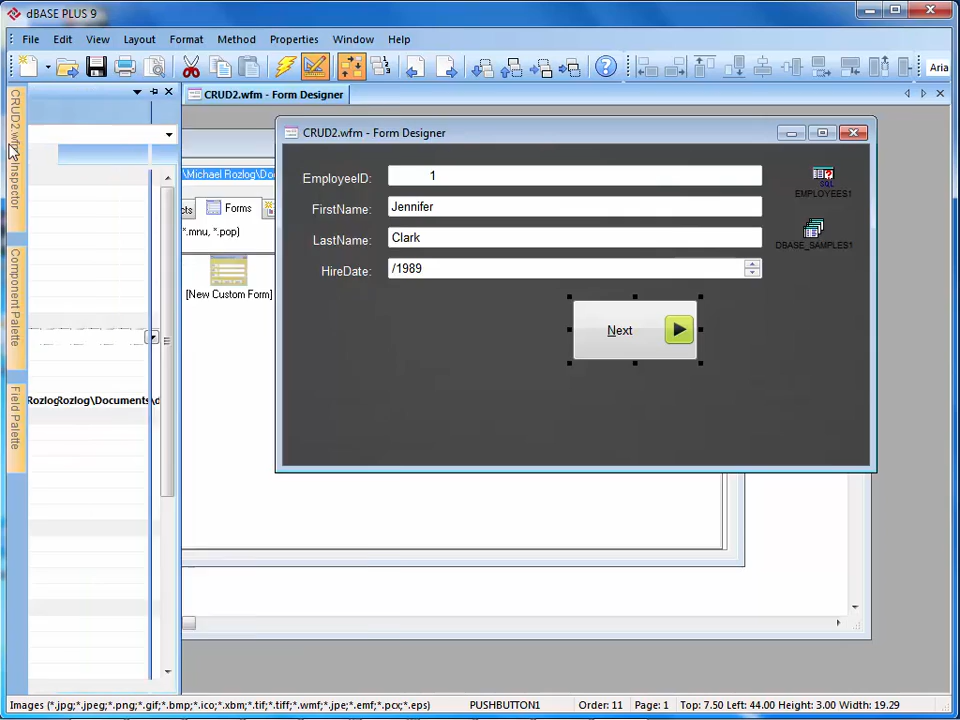 dBASE PLUS 9
File Edit View Layout Format Method Properties Window Help
Aria
CRUD2.wfm - Form Designer
CRUD2.wfm - Inspector
Component Palette
Field Palette
\Michael Rozlog\Do
cts
Forms
*.mnu, *.pop)
[New Custom Form]
Rozlog\Documents\d
CRUD2.wfm - Form Designer
EmployeeID: 1
FirstName: Jennifer
LastName: Clark
HireDate: /1989
Next
SQL
EMPLOYEES1
DBASE_SAMPLES1
Images (*.jpg;*.jpeg;*.png;*.gif;*.bmp;*.ico;*.xbm;*.tif;*.tiff;*.wmf;*.jpe;*.emf;*.pcx;*.eps) PUSHBUTTON1 Order: 11 Page: 1 Top: 7.50 Left: 44.00 Height: 3.00 Width: 19.29